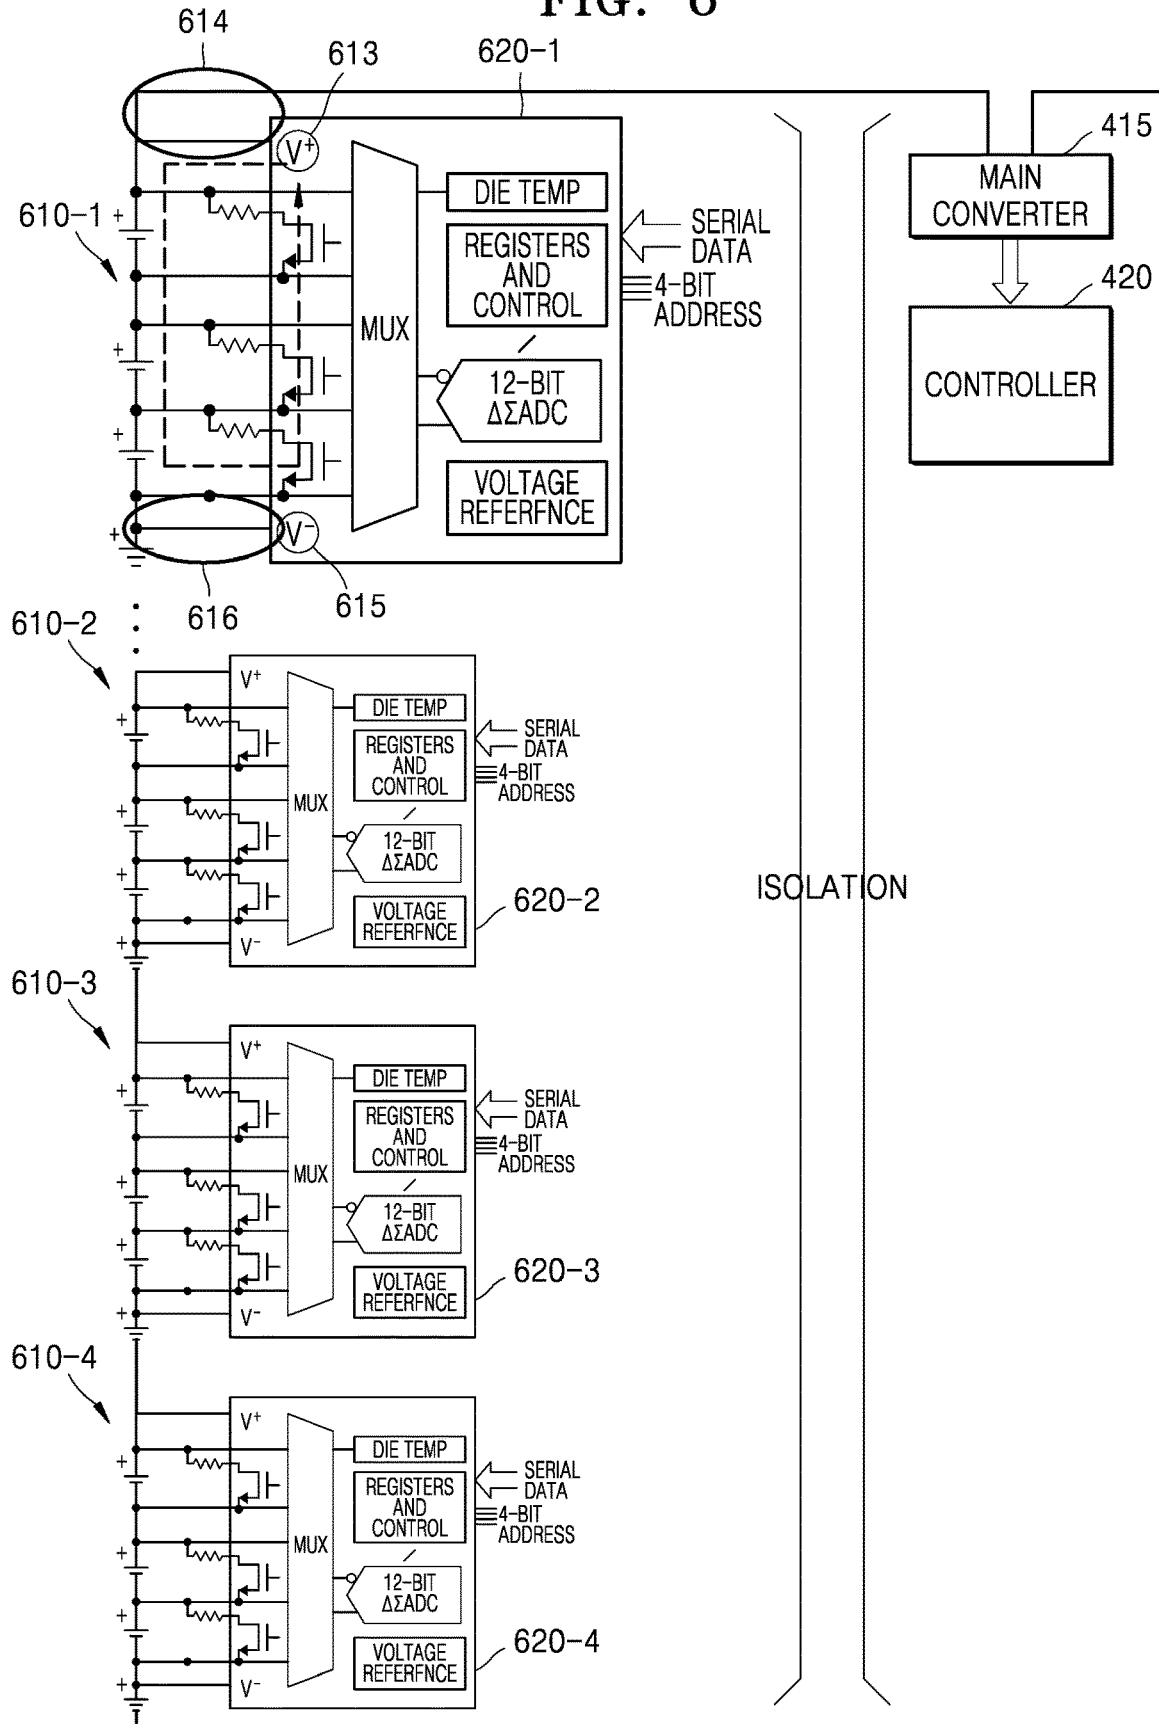 FIG. 6
614
613
620-1
V+
610-1
MUX
DIE TEMP
REGISTERS
AND
CONTROL
SERIAL
DATA
4-BIT
ADDRESS
12-BIT
ΔΣADC
VOLTAGE
REFERFNCE
V-
616
615
415
MAIN
CONVERTER
420
CONTROLLER
ISOLATION
610-2
V+
MUX
DIE TEMP
REGISTERS
AND
CONTROL
SERIAL
DATA
4-BIT
ADDRESS
12-BIT
ΔΣADC
VOLTAGE
REFERFNCE
V-
620-2
610-3
V+
MUX
DIE TEMP
REGISTERS
AND
CONTROL
SERIAL
DATA
4-BIT
ADDRESS
12-BIT
ΔΣADC
VOLTAGE
REFERFNCE
V-
620-3
610-4
V+
MUX
DIE TEMP
REGISTERS
AND
CONTROL
SERIAL
DATA
4-BIT
ADDRESS
12-BIT
ΔΣADC
VOLTAGE
REFERFNCE
V-
620-4